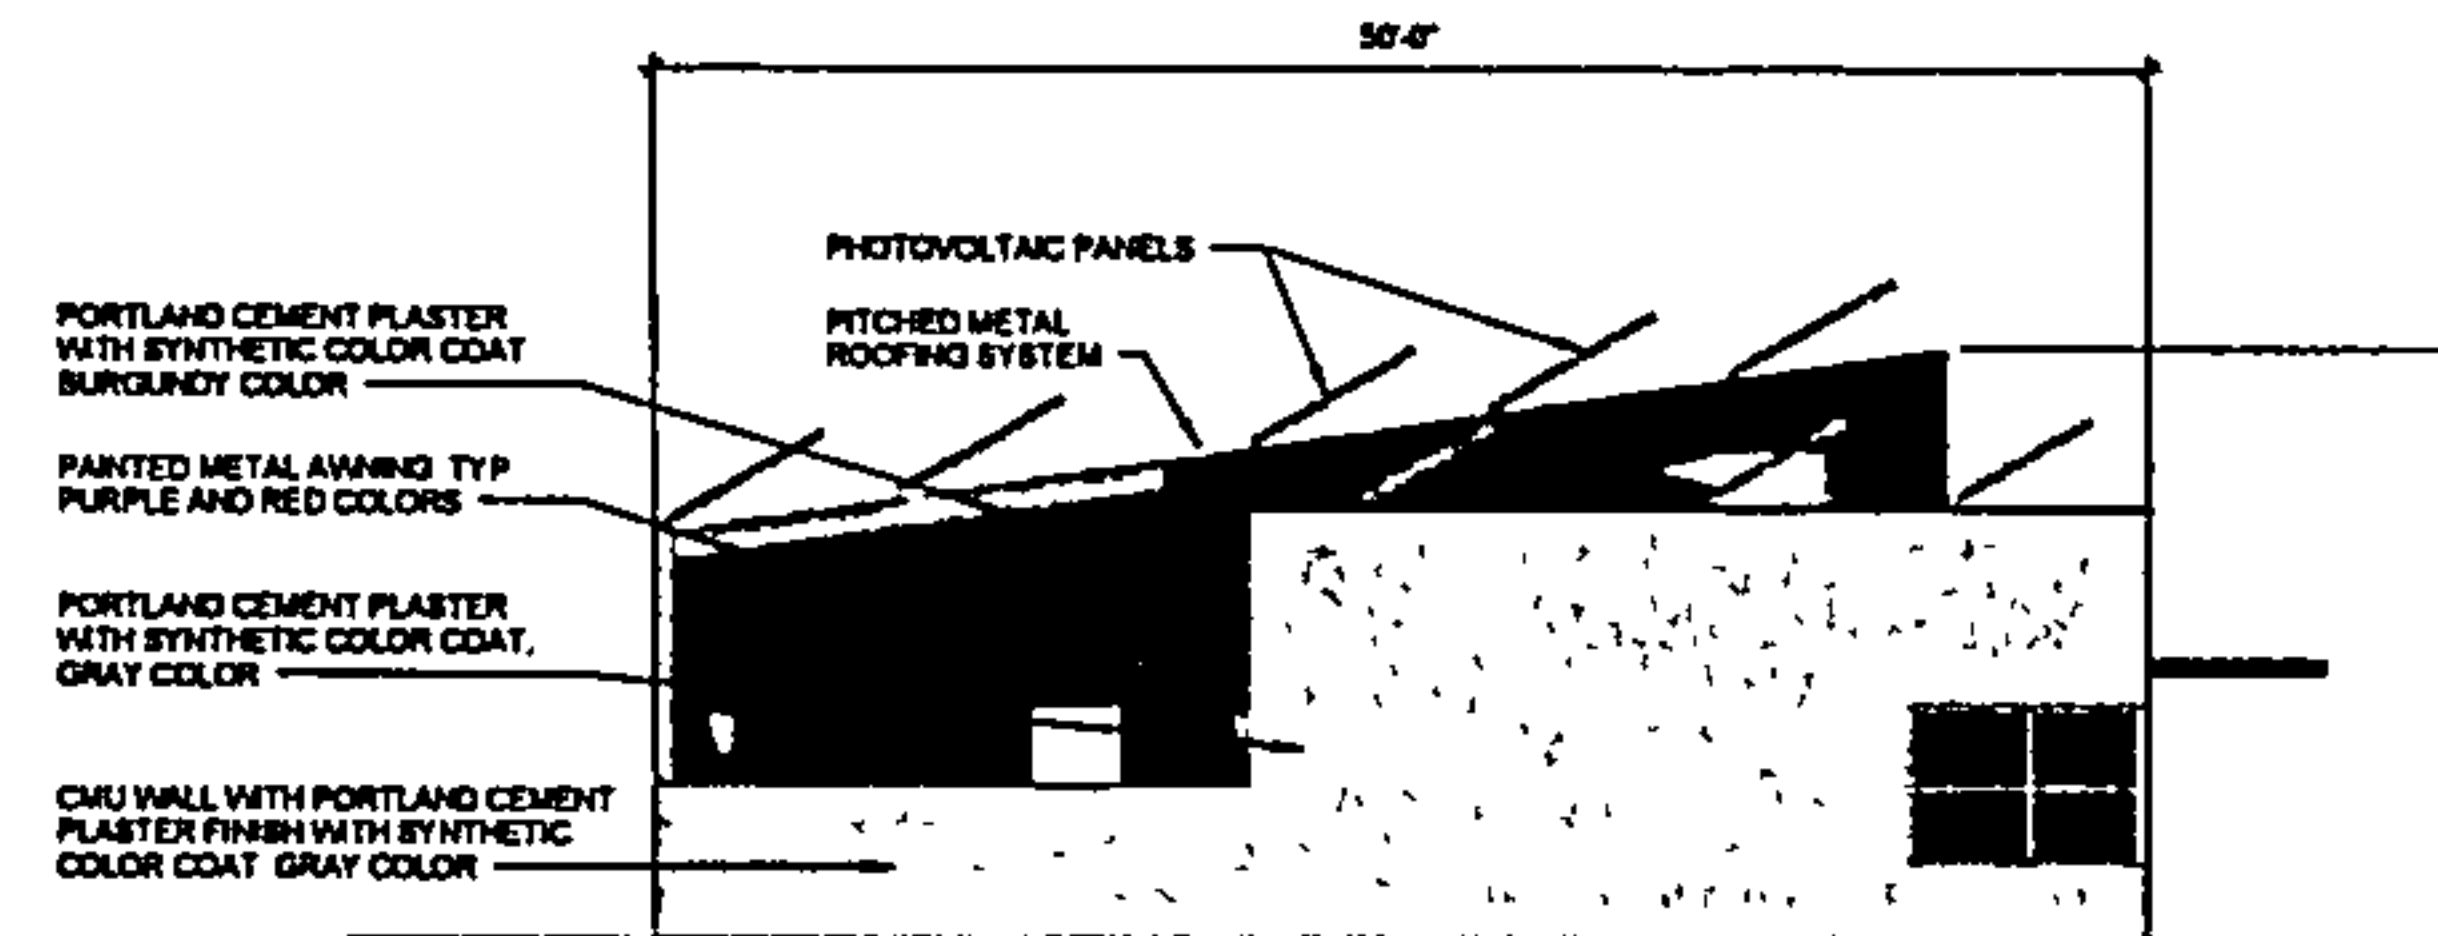 50'-0"
PHOTOVOLTAIC PANELS
PITCHED METAL
ROOFING SYSTEM
PORTLAND CEMENT PLASTER
WITH SYNTHETIC COLOR COAT
BURGUNDY COLOR
PAINTED METAL AWNING TYP
PURPLE AND RED COLORS
PORTLAND CEMENT PLASTER
WITH SYNTHETIC COLOR COAT,
GRAY COLOR
CMU WALL WITH PORTLAND CEMENT
PLASTER FINISH WITH SYNTHETIC
COLOR COAT GRAY COLOR